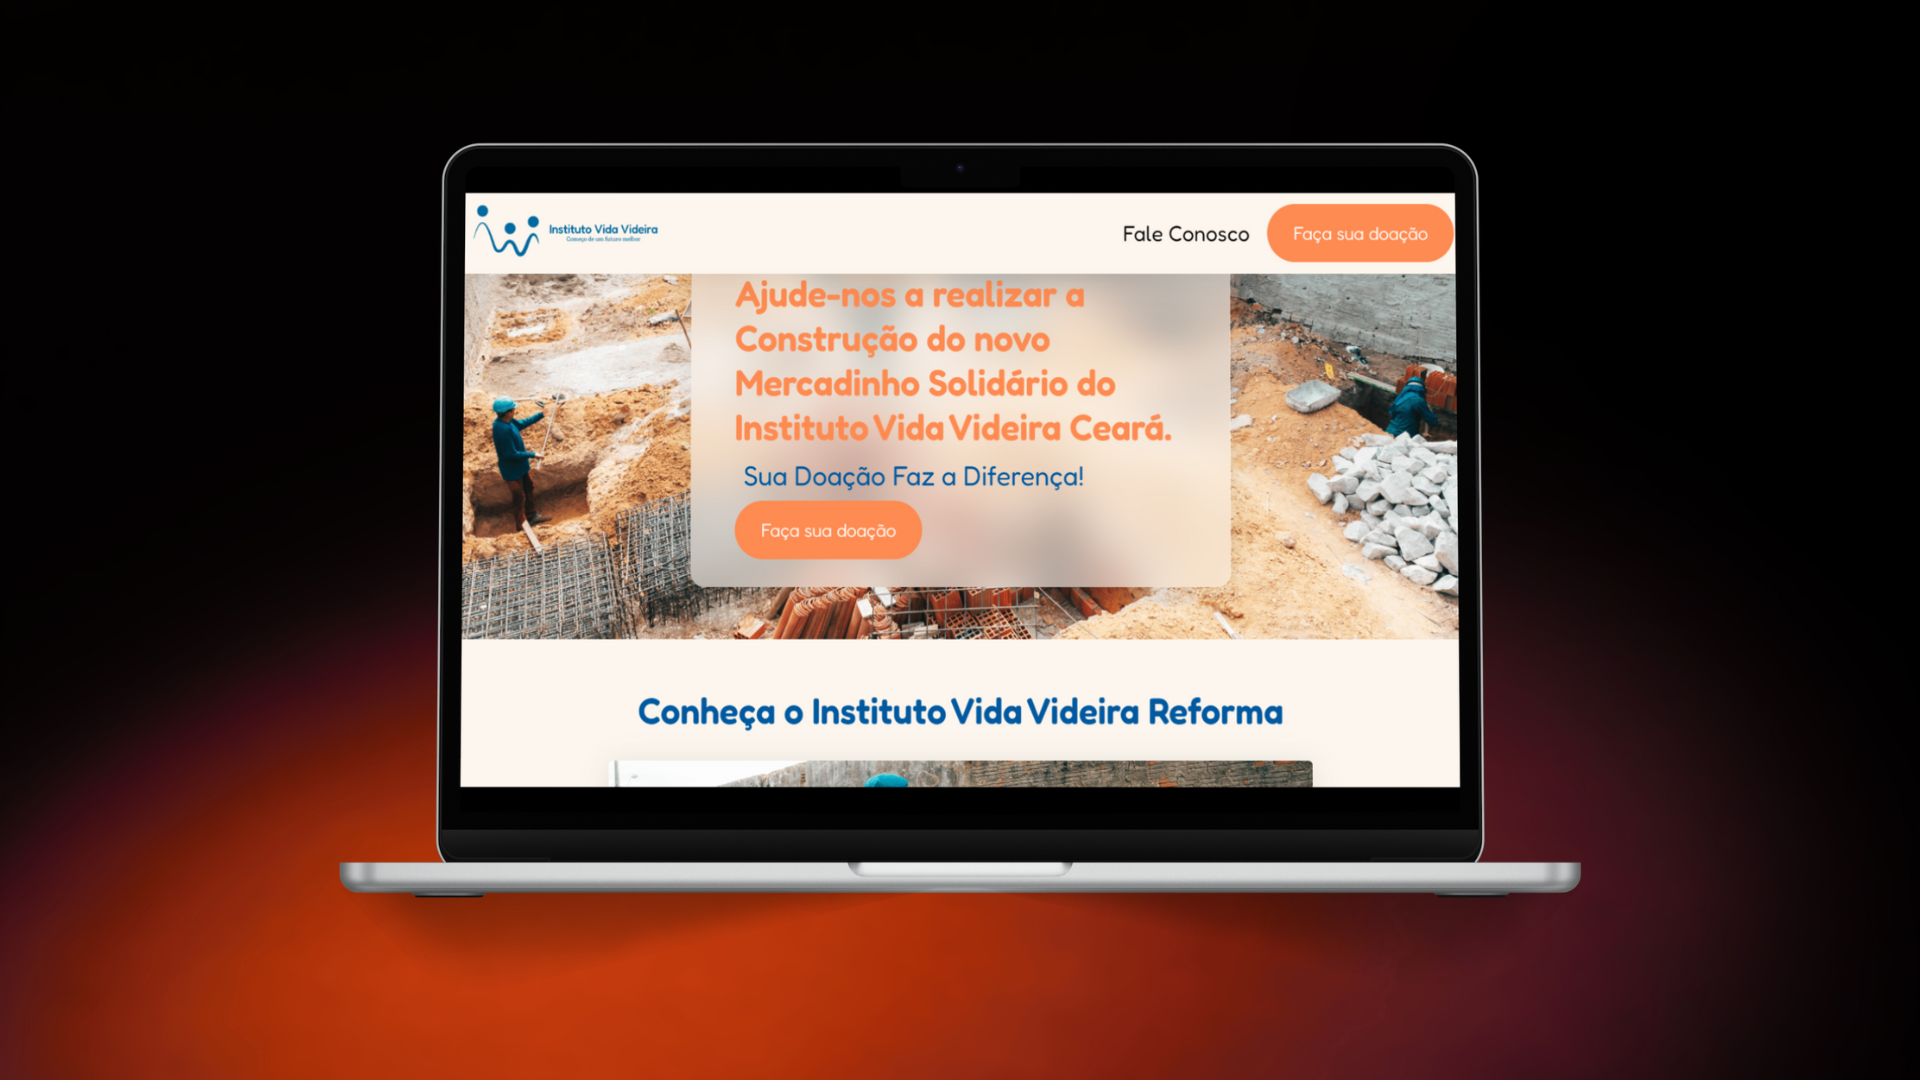 Instituto Vida Videira
Começo de um futuro melhor
Fale Conosco
Faça sua doação
Ajude-nos a realizar a
Construção do novo
Mercadinho Solidário do
Instituto Vida Videira Ceará.
Sua Doação Faz a Diferença!
Faça sua doação
Conheça o Instituto Vida Videira Reforma